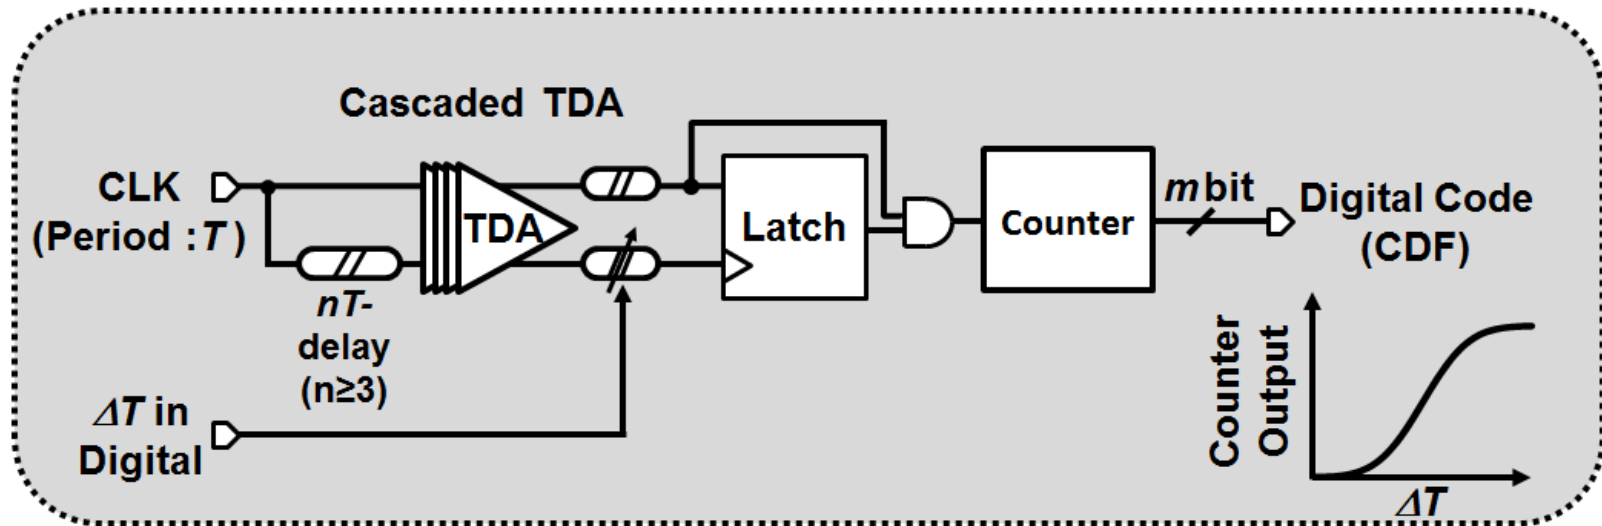 Cascaded TDA
CLK
(Period : T )
TDA
Latch
Counter
m bit
Digital Code
(CDF)
nT-
delay
(n≥3)
ΔT in
Digital
Counter
Output
ΔT